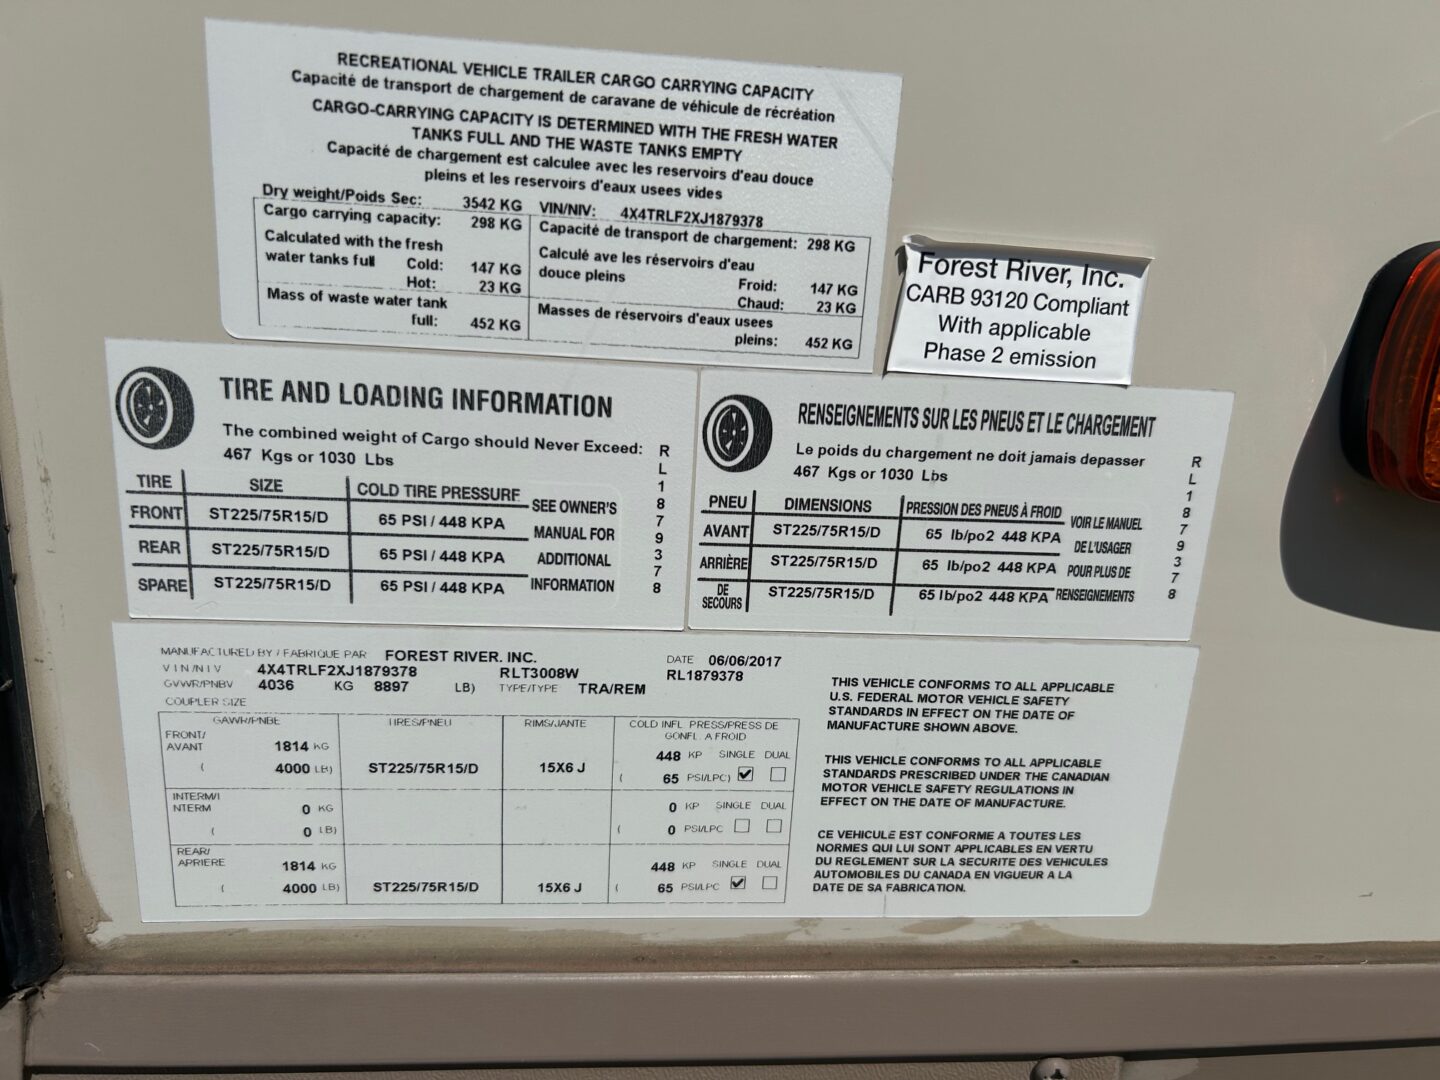 RECREATIONAL VEHICLE TRAILER CARGO CARRYING CAPACITY
Capacité de transport de chargement de caravane de véhicule de récréation
CARGO-CARRYING CAPACITY IS DETERMINED WITH THE FRESH WATER
TANKS FULL AND THE WASTE TANKS EMPTY
Capacité de chargement est calculee avec les reservoirs d'eau douce
pleins et les reservoirs d'eaux usees vides
Dry weight/Poids Sec: 3542 KG VIN/NIV: 4X4TRLF2XJ1879378
Cargo carrying capacity: 298 KG
Calculated with the fresh
water tanks full Cold: 147 KG
Hot: 23 KG
Mass of waste water tank
full: 452 KG
Capacité de transport de chargement: 298 KG
Calculé ave les réservoirs d'eau
douce pleins Froid: 147 KG
Chaud: 23 KG
Masses de réservoirs d'eaux usees
pleins: 452 KG
Forest River, Inc.
CARB 93120 Compliant
With applicable
Phase 2 emission
TIRE AND LOADING INFORMATION
The combined weight of Cargo should Never Exceed:
467 Kgs or 1030 Lbs
TIRE SIZE COLD TIRE PRESSURE
FRONT ST225/75R15/D 65 PSI / 448 KPA
REAR ST225/75R15/D 65 PSI / 448 KPA
SPARE ST225/75R15/D 65 PSI / 448 KPA
SEE OWNER'S
MANUAL FOR
ADDITIONAL
INFORMATION
RL1879378
RENSEIGNEMENTS SUR LES PNEUS ET LE CHARGEMENT
Le poids du chargement ne doit jamais depasser
467 Kgs or 1030 Lbs
PNEU DIMENSIONS PRESSION DES PNEUS À FROID
AVANT ST225/75R15/D 65 lb/po2 448 KPA
ARRIÈRE ST225/75R15/D 65 lb/po2 448 KPA
DE
SECOURS ST225/75R15/D 65 lb/po2 448 KPA
VOIR LE MANUEL
DE L'USAGER
POUR PLUS DE
RENSEIGNEMENTS
RL1879378
MANUFACTURED BY / FABRIQUE PAR FOREST RIVER. INC. DATE 06/06/2017
VIN/NIV 4X4TRLF2XJ1879378 RLT3008W RL1879378
GVWR/PNBV 4036 KG 8897 LB) TYPE/TYPE TRA/REM
COUPLER SIZE
GAWR/PNBE TIRES/PNEU RIMS/JANTE COLD INFL PRESS/PRESS DE
GONFL A FROID
FRONT/
AVANT 1814 KG 448 KP SINGLE DUAL
( 4000 LB) ST225/75R15/D 15X6 J ( 65 PSI/LPC)
INTERM/I
NTERM 0 KG 0 KP SINGLE DUAL
( 0 LB) ( 0 PSI/LPC
REAR/
ARRIERE 1814 KG 448 KP SINGLE DUAL
( 4000 LB) ST225/75R15/D 15X6 J ( 65 PSI/LPC
THIS VEHICLE CONFORMS TO ALL APPLICABLE
U.S. FEDERAL MOTOR VEHICLE SAFETY
STANDARDS IN EFFECT ON THE DATE OF
MANUFACTURE SHOWN ABOVE.
THIS VEHICLE CONFORMS TO ALL APPLICABLE
STANDARDS PRESCRIBED UNDER THE CANADIAN
MOTOR VEHICLE SAFETY REGULATIONS IN
EFFECT ON THE DATE OF MANUFACTURE.
CE VEHICULE EST CONFORME A TOUTES LES
NORMES QUI LUI SONT APPLICABLES EN VERTU
DU REGLEMENT SUR LA SECURITE DES VEHICULES
AUTOMOBILES DU CANADA EN VIGUEUR A LA
DATE DE SA FABRICATION.